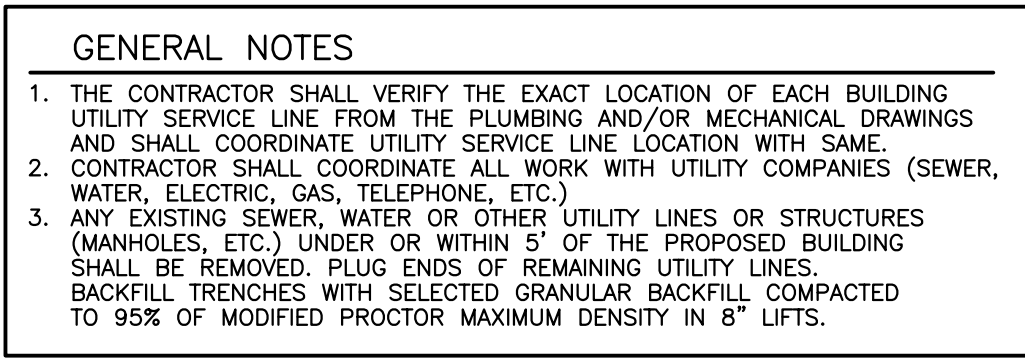 GENERAL NOTES
1. THE CONTRACTOR SHALL VERIFY THE EXACT LOCATION OF EACH BUILDING
UTILITY SERVICE LINE FROM THE PLUMBING AND/OR MECHANICAL DRAWINGS
AND SHALL COORDINATE UTILITY SERVICE LINE LOCATION WITH SAME.
2. CONTRACTOR SHALL COORDINATE ALL WORK WITH UTILITY COMPANIES (SEWER,
WATER, ELECTRIC, GAS, TELEPHONE, ETC.)
3. ANY EXISTING SEWER, WATER OR OTHER UTILITY LINES OR STRUCTURES
(MANHOLES, ETC.) UNDER OR WITHIN 5' OF THE PROPOSED BUILDING
SHALL BE REMOVED. PLUG ENDS OF REMAINING UTILITY LINES.
BACKFILL TRENCHES WITH SELECTED GRANULAR BACKFILL COMPACTED
TO 95% OF MODIFIED PROCTOR MAXIMUM DENSITY IN 8" LIFTS.